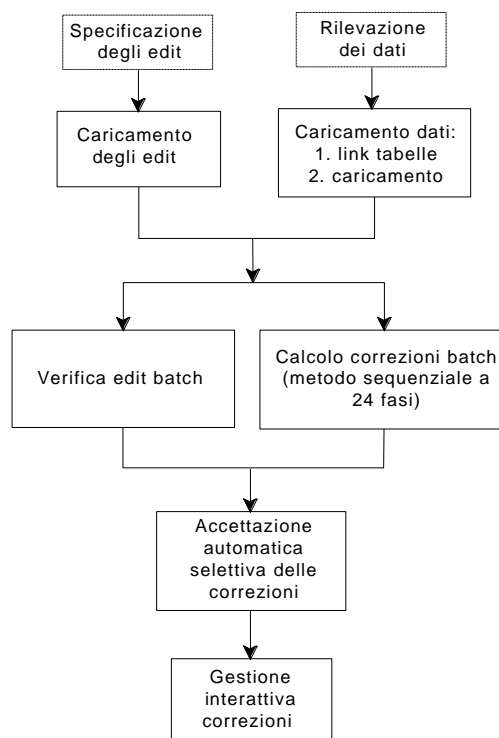 Specificazione
degli edit
Rilevazione
dei dati
Caricamento
degli edit
Caricamento dati:
1. link tabelle
2. caricamento
Verifica edit batch
Calcolo correzioni batch
(metodo sequenziale a
24 fasi)
Accettazione
automatica
selettiva delle
correzioni
Gestione
interattiva
correzioni